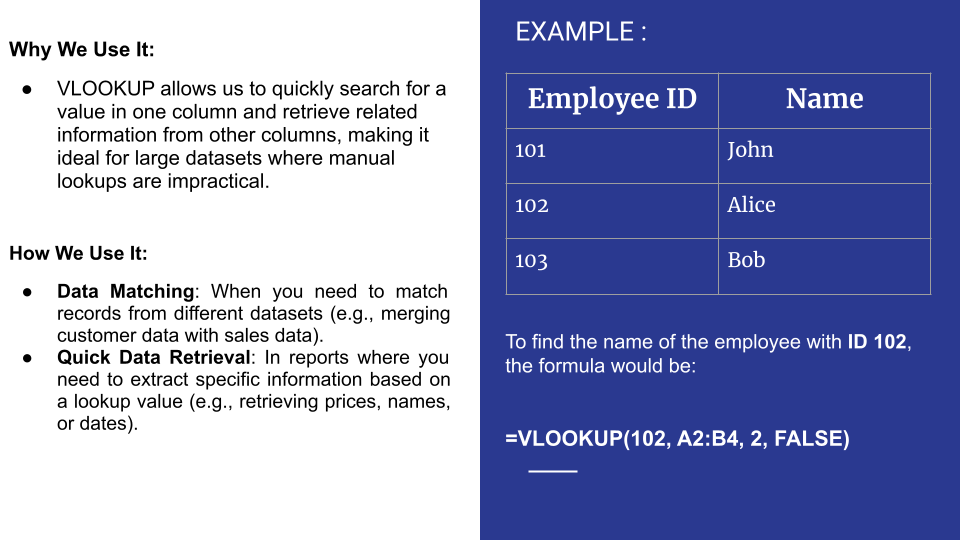 Why We Use It:
● VLOOKUP allows us to quickly search for a
value in one column and retrieve related
information from other columns, making it
ideal for large datasets where manual
lookups are impractical.
How We Use It:
● Data Matching: When you need to match
records from different datasets (e.g., merging
customer data with sales data).
● Quick Data Retrieval: In reports where you
need to extract specific information based on
a lookup value (e.g., retrieving prices, names,
or dates).
EXAMPLE :
Employee ID Name
101 John
102 Alice
103 Bob
To find the name of the employee with ID 102,
the formula would be:
=VLOOKUP(102, A2:B4, 2, FALSE)